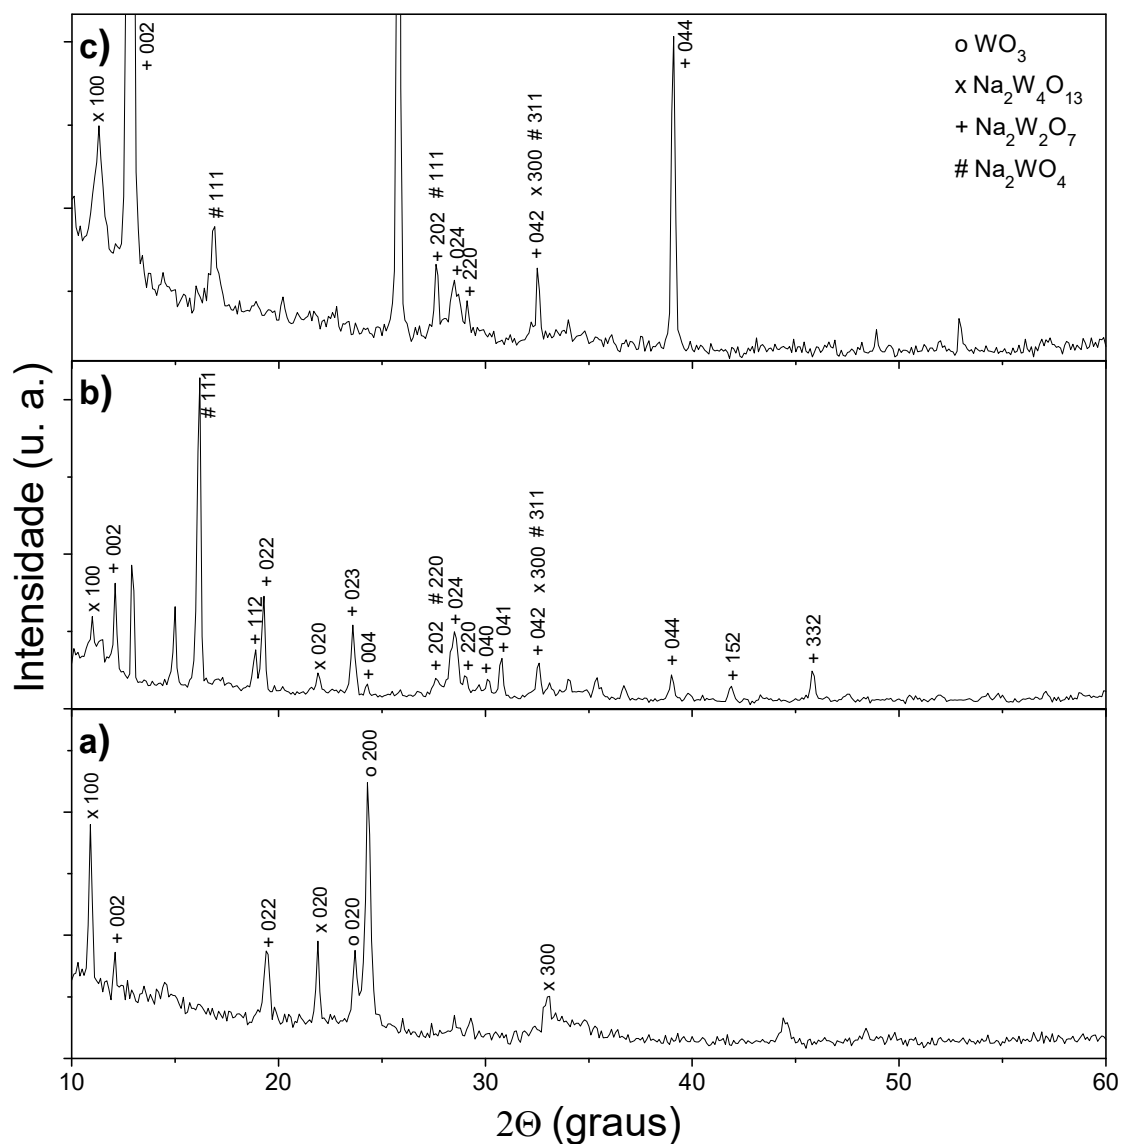 c)
x 100
+ 002
# 111
+ 202 # 111
+ 024
+ 220
+ 042 x 300 # 311
+ 044
o WO3
x Na2W4O13
+ Na2W2O7
# Na2WO4
b)
x 100
+ 002
# 111
+ 112
+ 022
x 020
+ 023
+ 004
+ 202 # 220
+ 024
+ 220
+ 040
+ 041
+ 042 x 300 # 311
+ 044
+ 152
+ 332
a)
x 100
+ 002
+ 022
x 020
o 020
o 200
x 300
Intensidade (u. a.)
10 20 30 40 50 60
2Θ (graus)